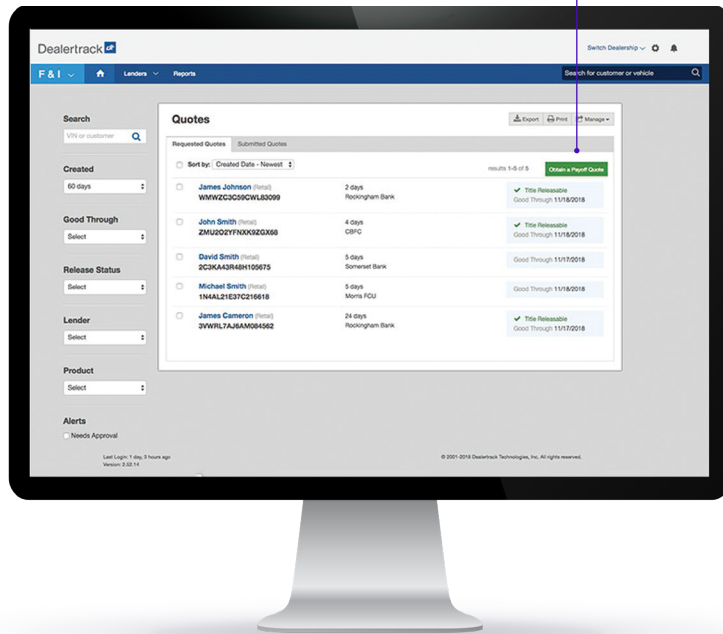 Dealertrack
Switch Dealership
F & I
Lenders
Reports
Search for customer or vehicle
Search
VIN or customer
Created
60 days
Good Through
Select
Release Status
Select
Lender
Select
Product
Select
Alerts
Needs Approval
Quotes
Export
Print
Manage
Requested Quotes
Submitted Quotes
Sort by: Created Date - Newest
results 1-5 of 5
Obtain a Payoff Quote
James Johnson (Retail)
WMWZC3C59CWL83099
2 days
Rockingham Bank
Title Releasable
Good Through 11/18/2018
John Smith (Retail)
ZMU2O2YFNXK9ZGX68
4 days
CBFC
Title Releasable
Good Through 11/18/2018
David Smith (Retail)
2C3KA43R48H105675
5 days
Somerset Bank
Good Through 11/17/2018
Michael Smith (Retail)
1N4AL21E37C216618
5 days
Morris FCU
Good Through 11/18/2018
James Cameron (Retail)
3VWRL7AJ6AM084562
24 days
Rockingham Bank
Title Releasable
Good Through 11/17/2018
Last Login: 1 day, 3 hours ago
Version: 2.52.14
© 2001-2018 Dealertrack Technologies, Inc. All rights reserved.